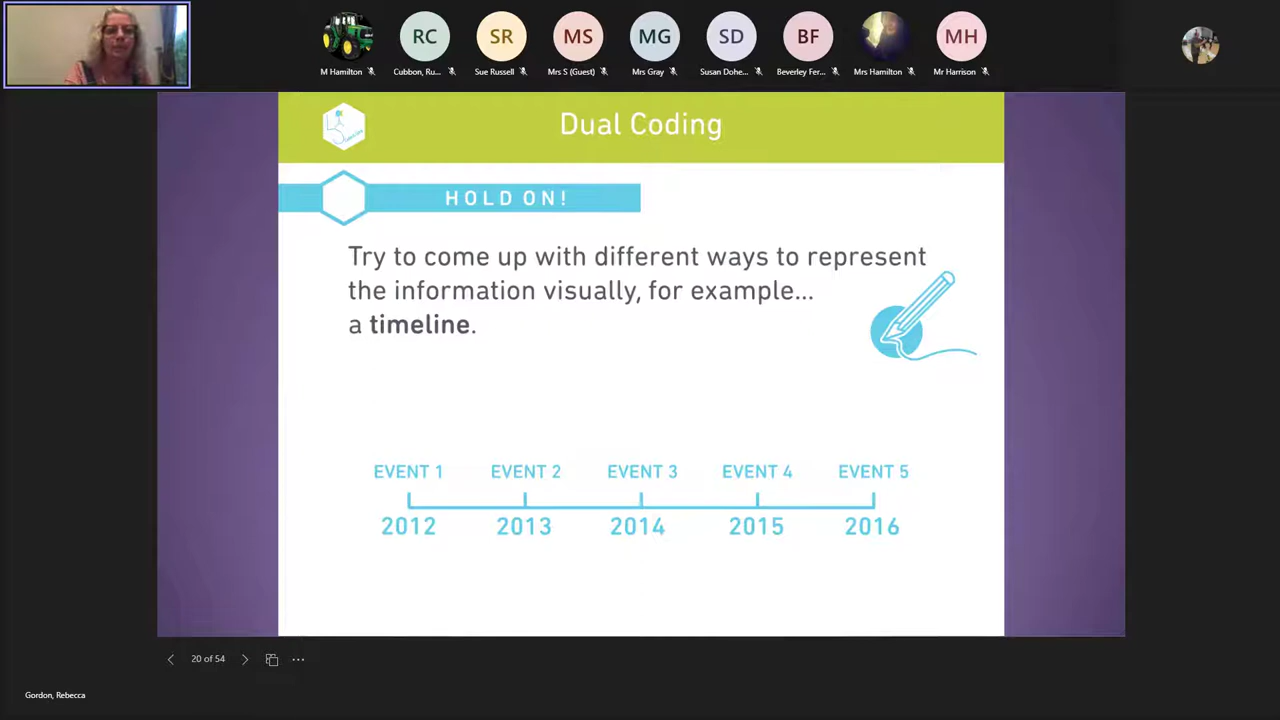 RC
SR
MS
MG
SD
BF
MH
M Hamilton
Cubbon, Ru...
Sue Russell
Mrs S (Guest)
Mrs Gray
Susan Dohe...
Beverley Fer...
Mrs Hamilton
Mr Harrison
Dual Coding
HOLD ON!
Try to come up with different ways to represent
the information visually, for example...
a timeline.
EVENT 1 EVENT 2 EVENT 3 EVENT 4 EVENT 5
2012 2013 2014 2015 2016
20 of 54
Gordon, Rebecca